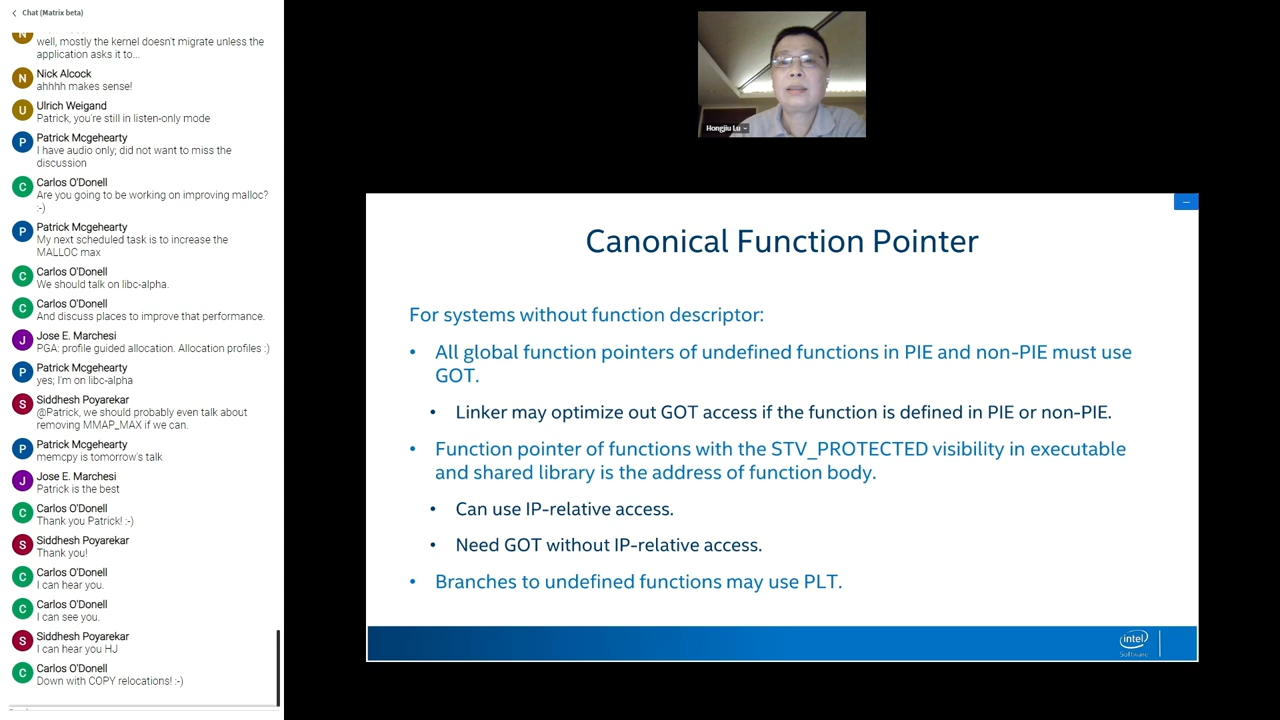 Chat (Matrix beta)
N
well, mostly the kernel doesn't migrate unless the
application asks it to...
N
Nick Alcock
ahhhh makes sense!
U
Ulrich Weigand
Patrick, you're still in listen-only mode
P
Patrick Mcgehearty
I have audio only; did not want to miss the
discussion
C
Carlos O'Donell
Are you going to be working on improving malloc?
:-)
P
Patrick Mcgehearty
My next scheduled task is to increase the
MALLOC max
C
Carlos O'Donell
We should talk on libc-alpha.
C
Carlos O'Donell
And discuss places to improve that performance.
J
Jose E. Marchesi
PGA: profile guided allocation. Allocation profiles :)
P
Patrick Mcgehearty
yes; I'm on libc-alpha
S
Siddhesh Poyarekar
@Patrick, we should probably even talk about
removing MMAP_MAX if we can.
P
Patrick Mcgehearty
memcpy is tomorrow's talk
J
Jose E. Marchesi
Patrick is the best
C
Carlos O'Donell
Thank you Patrick! :-)
S
Siddhesh Poyarekar
Thank you!
C
Carlos O'Donell
I can hear you.
C
Carlos O'Donell
I can see you.
S
Siddhesh Poyarekar
I can hear you HJ
C
Carlos O'Donell
Down with COPY relocations! :-)
Hongjiu Lu
Canonical Function Pointer
For systems without function descriptor:
• All global function pointers of undefined functions in PIE and non-PIE must use
GOT.
• Linker may optimize out GOT access if the function is defined in PIE or non-PIE.
• Function pointer of functions with the STV_PROTECTED visibility in executable
and shared library is the address of function body.
• Can use IP-relative access.
• Need GOT without IP-relative access.
• Branches to undefined functions may use PLT.
intel
Software